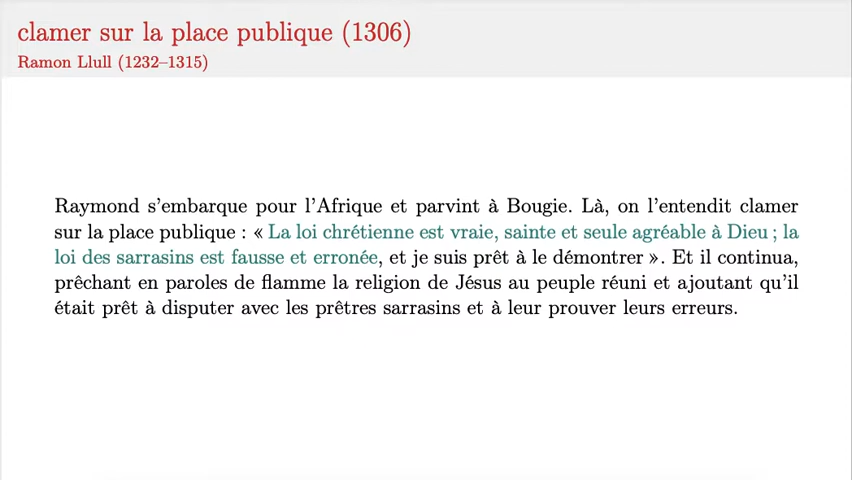 clamer sur la place publique (1306)
Ramon Llull (1232–1315)
Raymond s'embarque pour l'Afrique et parvint à Bougie. Là, on l'entendit clamer
sur la place publique : « La loi chrétienne est vraie, sainte et seule agréable à Dieu ; la
loi des sarrasins est fausse et erronée, et je suis prêt à le démontrer ». Et il continua,
prêchant en paroles de flamme la religion de Jésus au peuple réuni et ajoutant qu'il
était prêt à disputer avec les prêtres sarrasins et à leur prouver leurs erreurs.